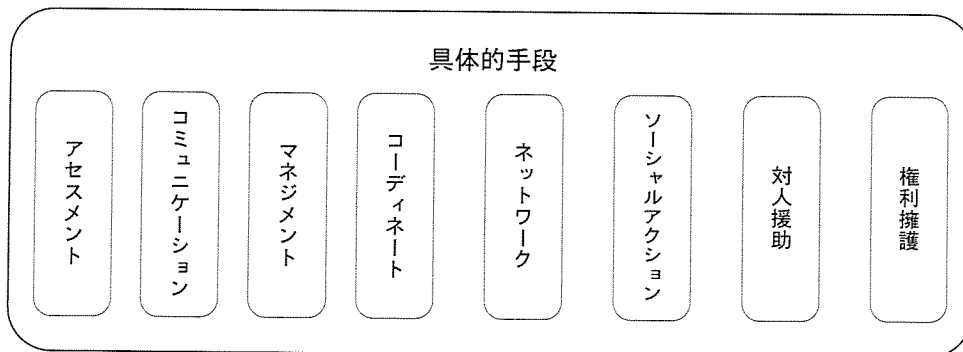 具体的手段
アセスメント
コミュニケーション
マネジメント
コーディネート
ネットワーク
ソーシャルアクション
対人援助
権利擁護